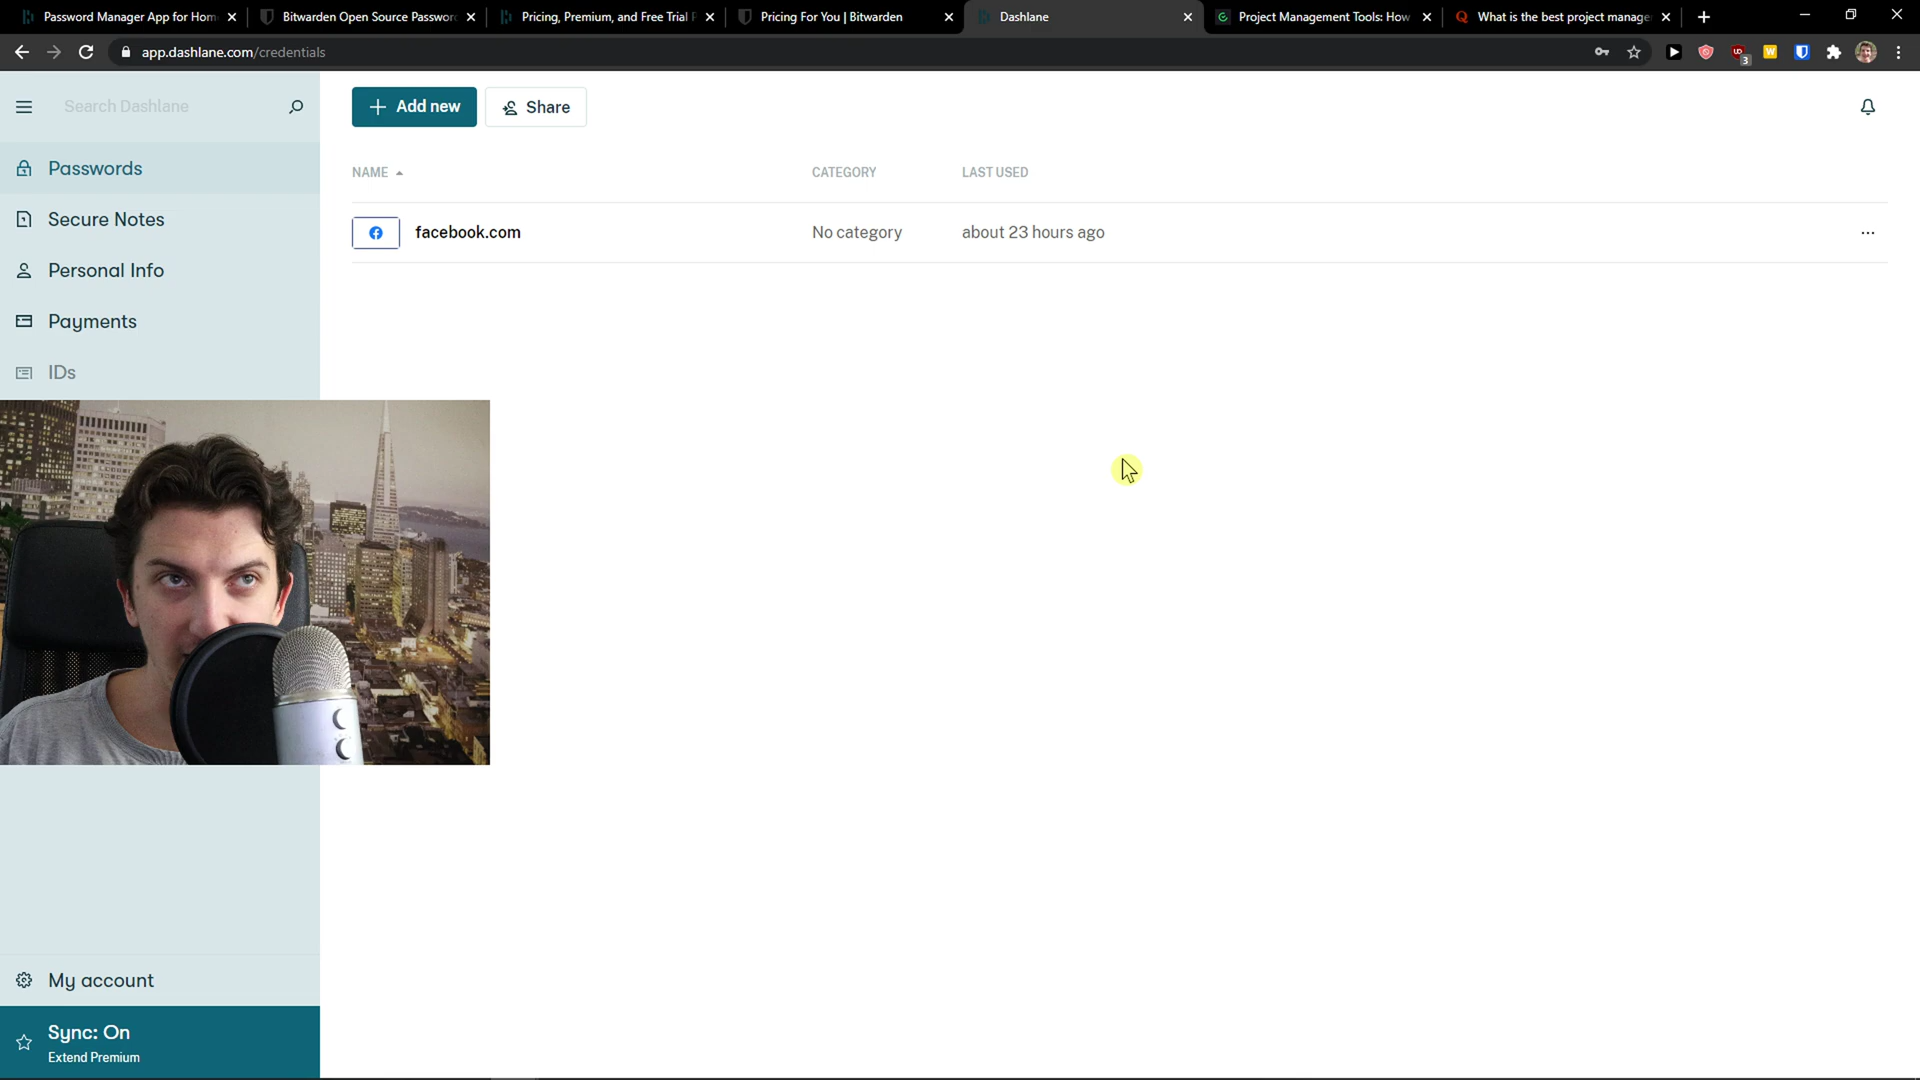 Password Manager App for Hom
Bitwarden Open Source Passwor
Pricing, Premium, and Free Trial P
Pricing For You | Bitwarden
Dashlane
Project Management Tools: How
What is the best project manage
app.dashlane.com/credentials
3
Search Dashlane
Add new
Share
Passwords
Secure Notes
Personal Info
Payments
IDs
NAME
CATEGORY
LAST USED
facebook.com
No category
about 23 hours ago
My account
Sync: On
Extend Premium